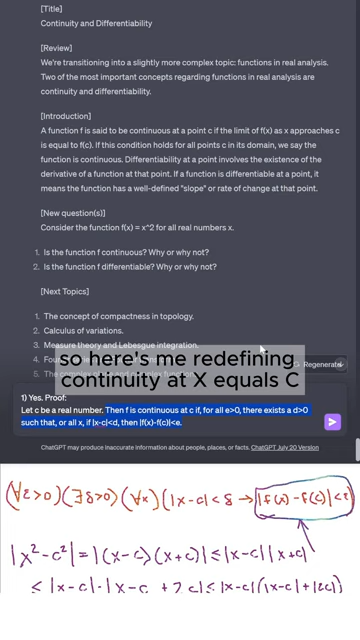 [Title]
Continuity and Differentiability
[Review]
We're transitioning into a slightly more complex topic: functions in real analysis.
Two of the most important concepts regarding functions in real analysis are
continuity and differentiability.
[Introduction]
A function f is said to be continuous at a point c if the limit of f(x) as x approaches c
is equal to f(c). If this condition holds for all points c in its domain, we say the
function is continuous. Differentiability at a point involves the existence of the
derivative of a function at that point. If a function is differentiable at a point, it
means the function has a well-defined "slope" or rate of change at that point.
[New question(s)]
Consider the function f(x) = x^2 for all real numbers x.
1. Is the function f continuous? Why or why not?
2. Is the function f differentiable? Why or why not?
[Next Topics]
1. The concept of compactness in topology.
2. Calculus of variations.
3. Measure theory and Lebesgue integration.
4. Fou
so here's me redefining
Regenerate
continuity at X equals C
5. The
1) Yes. Proof:
Let c be a real number. Then f is continuous at c if, for all e>0, there exists a d>0
such that, or all x, if |x-c|<d, then |f(x)-f(c)|<e.
ChatGPT may produce inaccurate information about people, places, or facts. ChatGPT July 20 Version
(∀ε>0)(∃δ>0)(∀x)(|x-c|<δ→|f(x)-f(c)|<ε)
|x²-c²|=|(x-c)(x+c)|≤|x-c||x+c|
≤|x-c|·|x-c+2c|≤|x-c|(|x-c|+|2c|)